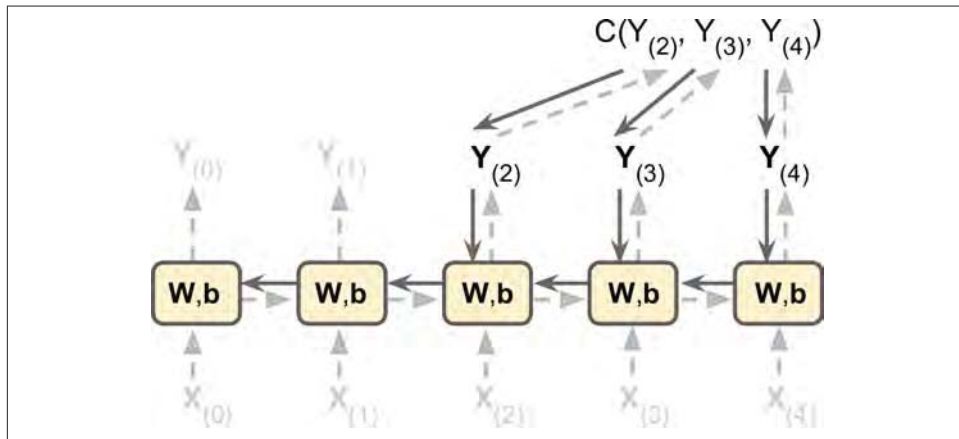 C(Y(2), Y(3), Y(4))
Y(0) Y(1) Y(2) Y(3) Y(4)
W,b W,b W,b W,b W,b
X(0) X(1) X(2) X(3) X(4)